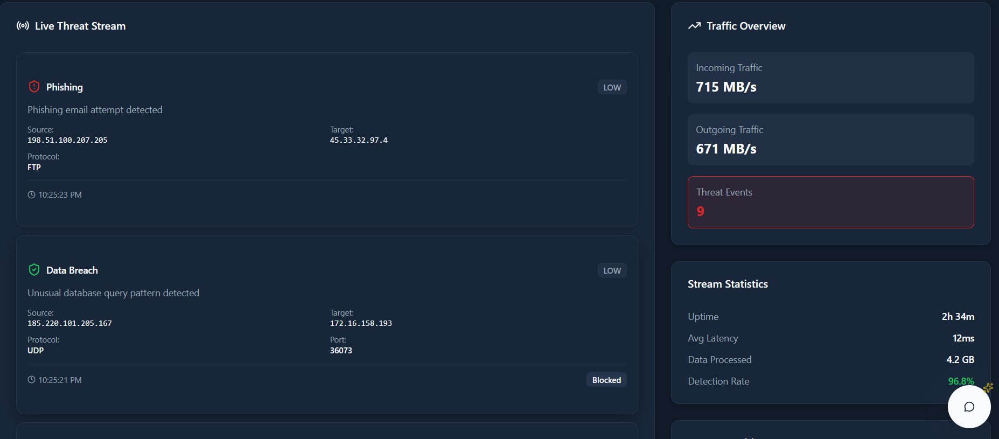 Live Threat Stream
Phishing
LOW
Phishing email attempt detected
Source:
198.51.100.207.205
Target:
45.33.32.97.4
Protocol:
FTP
10:25:23 PM
Data Breach
LOW
Unusual database query pattern detected
Source:
185.220.101.205.167
Target:
172.16.158.193
Protocol:
UDP
Port:
36073
10:25:21 PM
Blocked
Traffic Overview
Incoming Traffic
715 MB/s
Outgoing Traffic
671 MB/s
Threat Events
9
Stream Statistics
Uptime
2h 34m
Avg Latency
12ms
Data Processed
4.2 GB
Detection Rate
96.8%